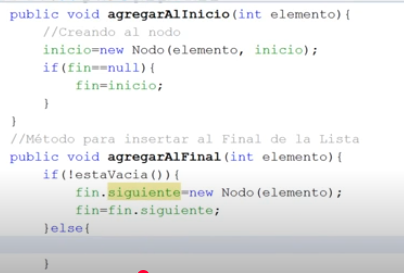 public void agregarAlInicio(int elemento){
//Creando al nodo
inicio=new Nodo(elemento, inicio);
if(fin==null){
fin=inicio;
}
}
//Método para insertar al Final de la Lista
public void agregarAlFinal(int elemento){
if(!estaVacia()){
fin.siguiente=new Nodo(elemento);
fin=fin.siguiente;
}else{
}